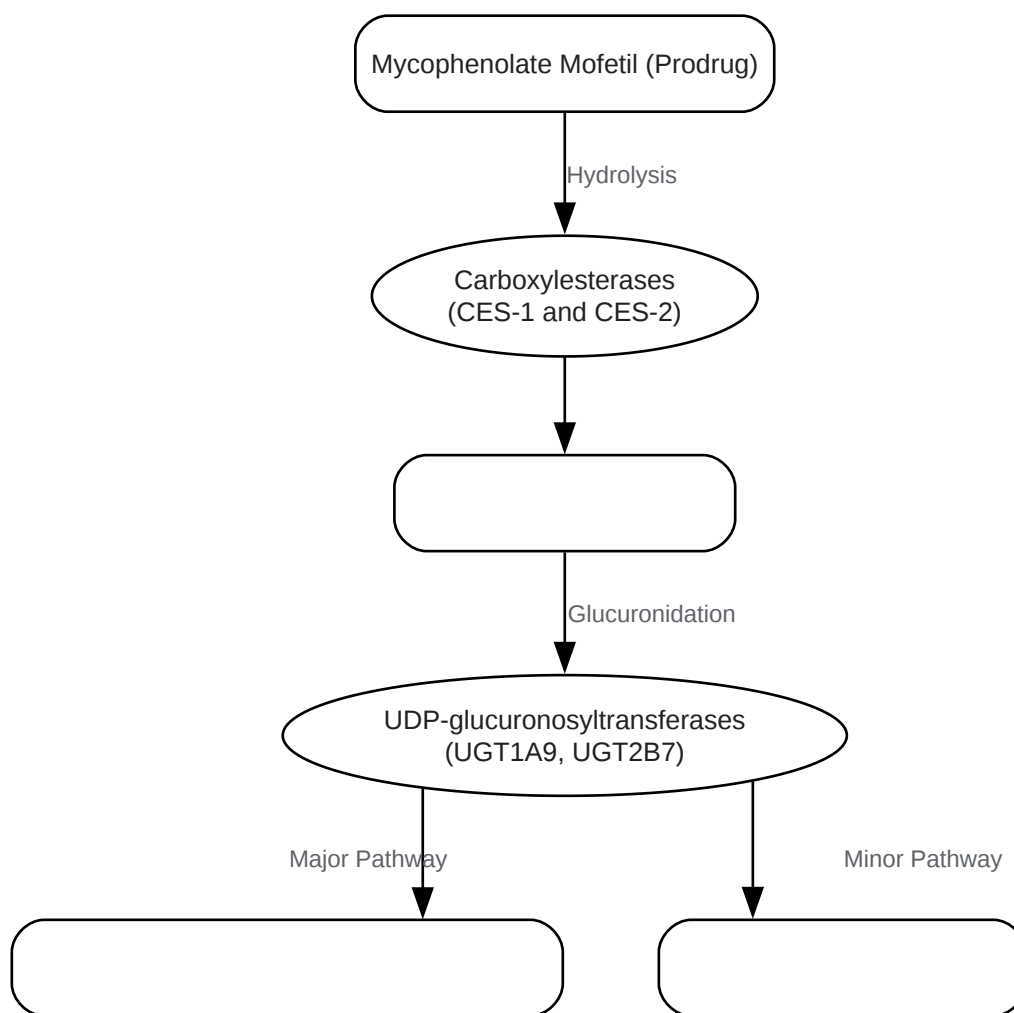 Mycophenolate Mofetil (Prodrug)
Hydrolysis
Carboxylesterases
(CES-1 and CES-2)
Glucuronidation
UDP-glucuronosyltransferases
(UGT1A9, UGT2B7)
Major Pathway
Minor Pathway